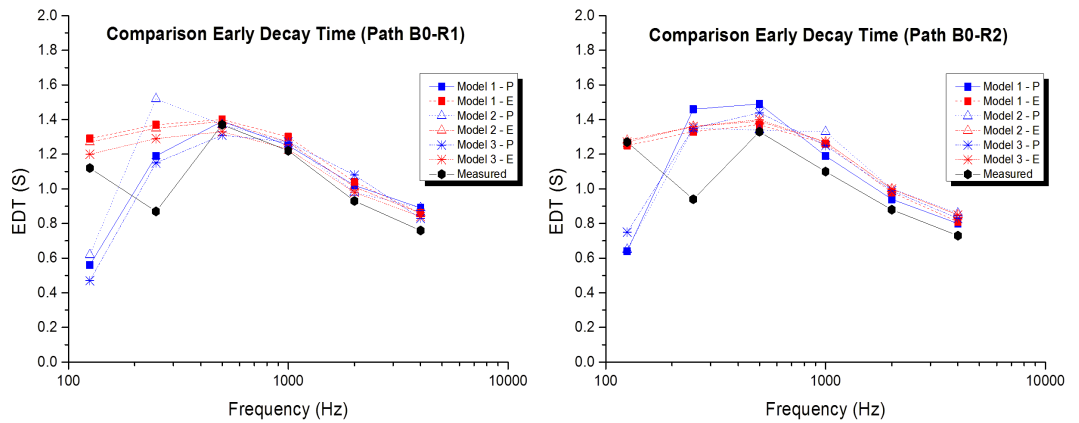 Comparison Early Decay Time (Path B0-R1)
2.0
1.8
1.6
1.4
1.2
1.0
0.8
0.6
0.4
0.2
0.0
EDT (S)
Model 1 - P
Model 1 - E
Model 2 - P
Model 2 - E
Model 3 - P
Model 3 - E
Measured
100
1000
10000
Frequency (Hz)
Comparison Early Decay Time (Path B0-R2)
2.0
1.8
1.6
1.4
1.2
1.0
0.8
0.6
0.4
0.2
0.0
EDT (S)
Model 1 - P
Model 1 - E
Model 2 - P
Model 2 - E
Model 3 - P
Model 3 - E
Measured
100
1000
10000
Frequency (Hz)